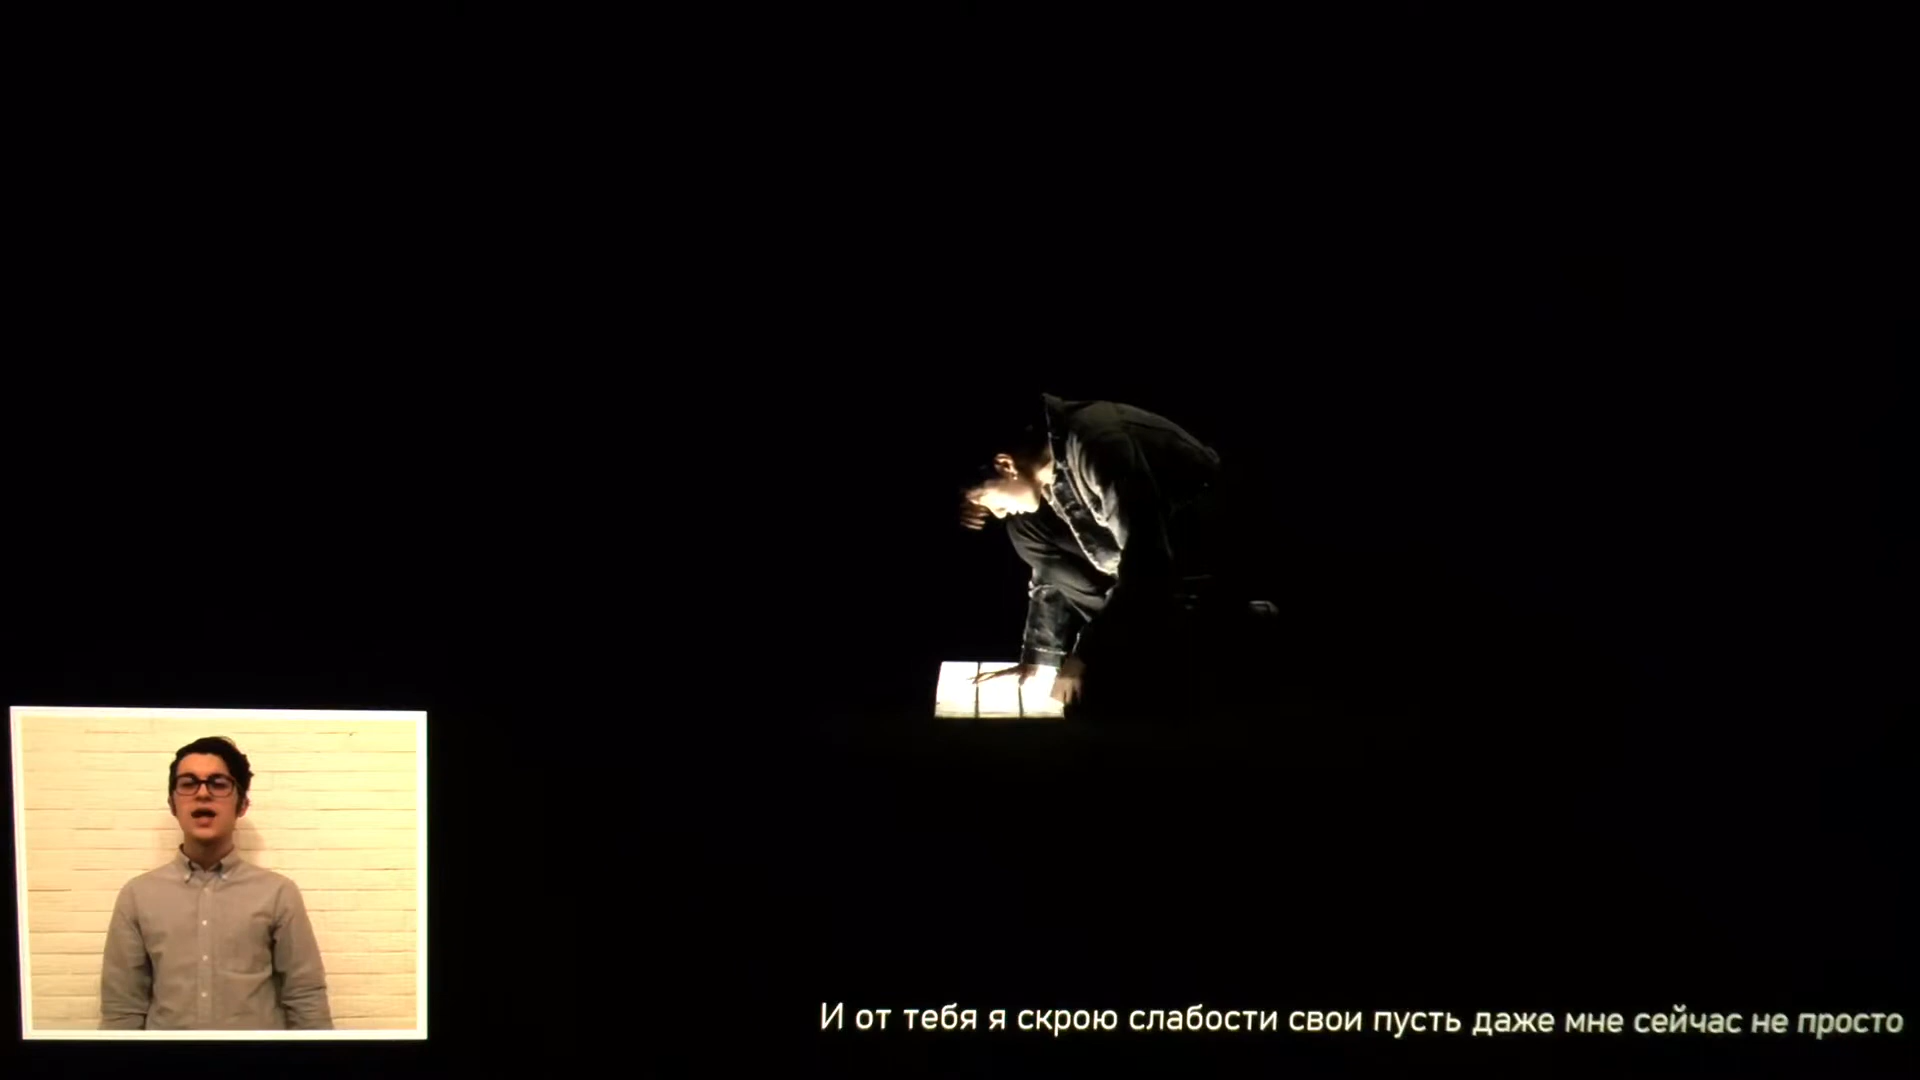 И от тебя я скрою слабости свои пусть даже мне сейчас не просто